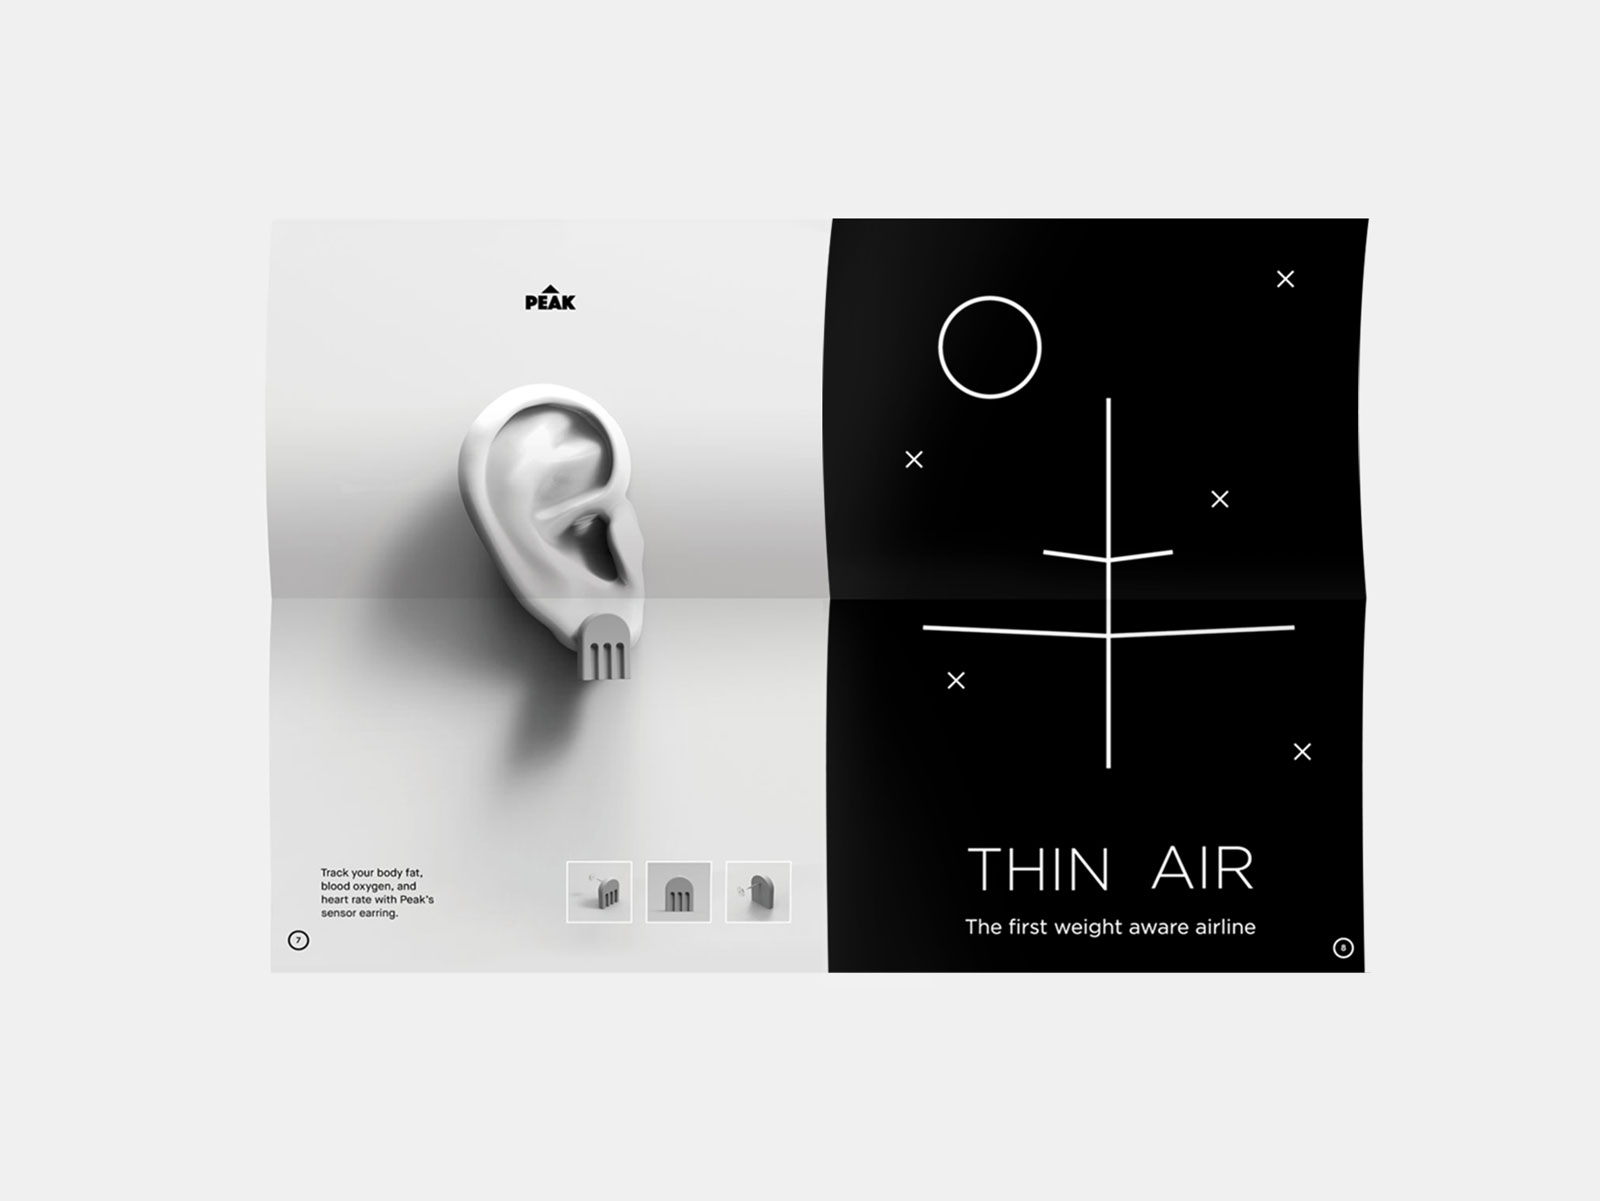 PEAK
Track your body fat,
blood oxygen, and
heart rate with Peak's
sensor earring.
7
THIN AIR
The first weight aware airline
8